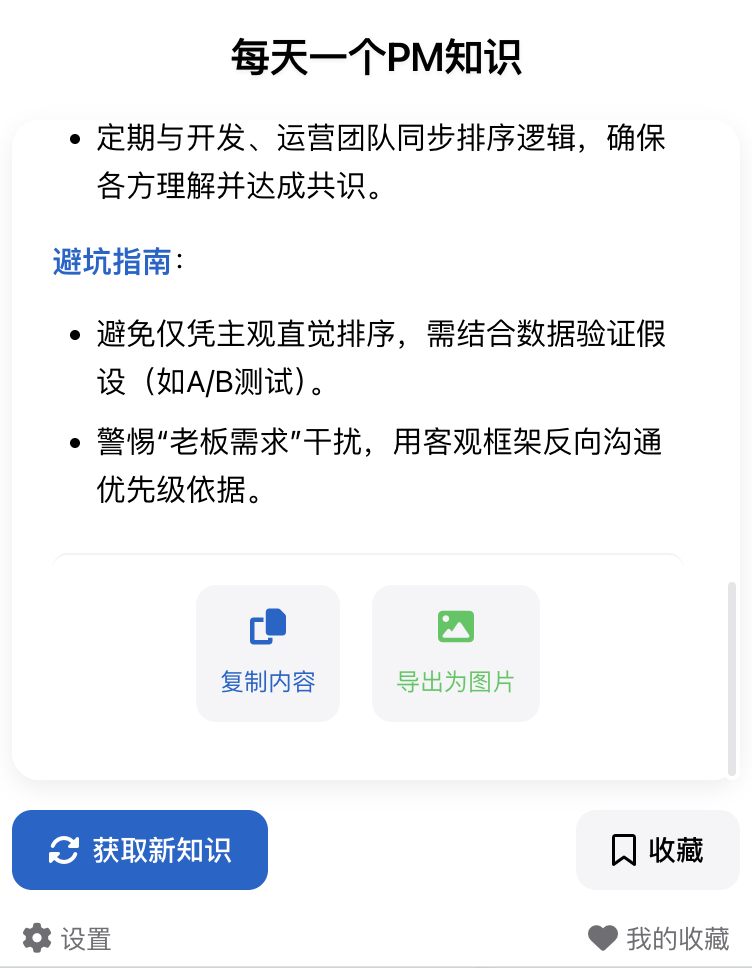 每天一个PM知识
• 定期与开发、运营团队同步排序逻辑，确保
各方理解并达成共识。
避坑指南：
• 避免仅凭主观直觉排序，需结合数据验证假
设（如A/B测试）。
• 警惕“老板需求”干扰，用客观框架反向沟通
优先级依据。
复制内容
导出为图片
获取新知识
收藏
设置
我的收藏